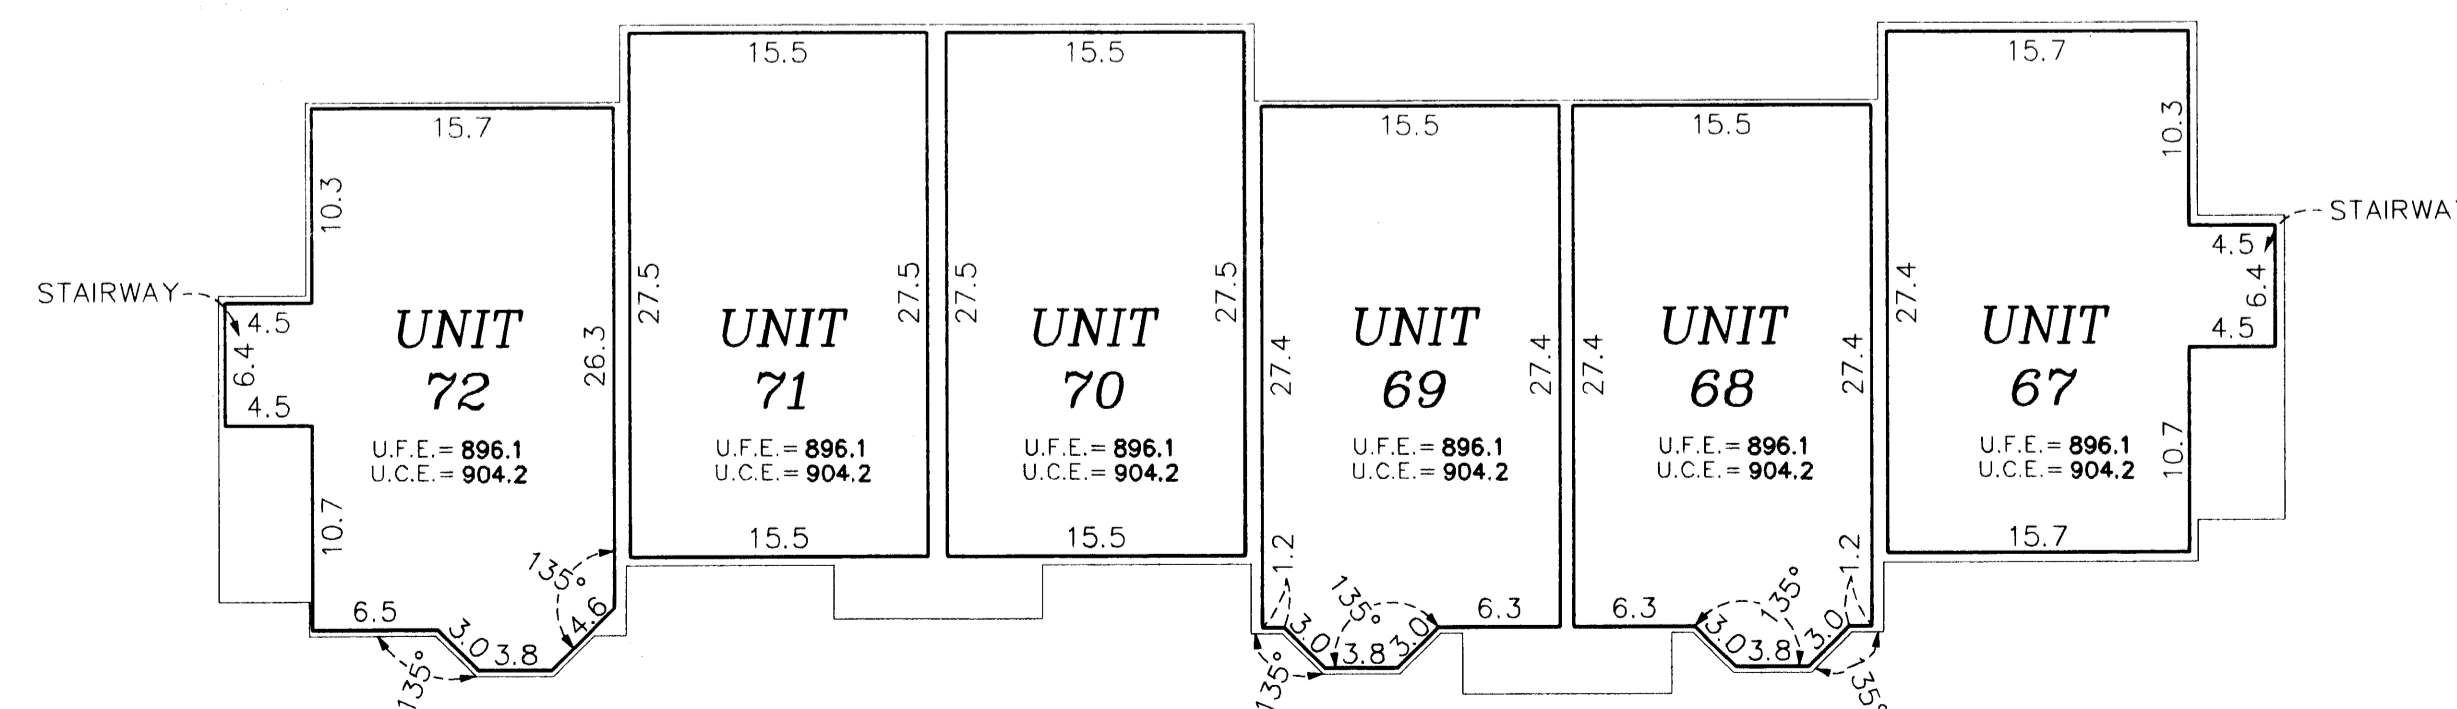 15.7
10.3
STAIRWAY
4.5
6.4
4.5
26.3
UNIT
72
U.F.E.= 896.1
U.C.E.= 904.2
10.7
6.5
3.0
3.8
4.6
135°
135°
15.5
27.5
27.5
UNIT
71
U.F.E.= 896.1
U.C.E.= 904.2
15.5
15.5
27.5
27.5
UNIT
70
U.F.E.= 896.1
U.C.E.= 904.2
15.5
15.5
27.4
27.4
UNIT
69
U.F.E.= 896.1
U.C.E.= 904.2
1.2
135°
3.0
3.8
3.0
6.3
135°
15.5
27.4
27.4
UNIT
68
U.F.E.= 896.1
U.C.E.= 904.2
1.2
6.3
135°
3.0
3.8
3.0
135°
15.7
10.3
STAIRWA
4.5
6.4
4.5
27.4
UNIT
67
U.F.E.= 896.1
U.C.E.= 904.2
10.7
15.7